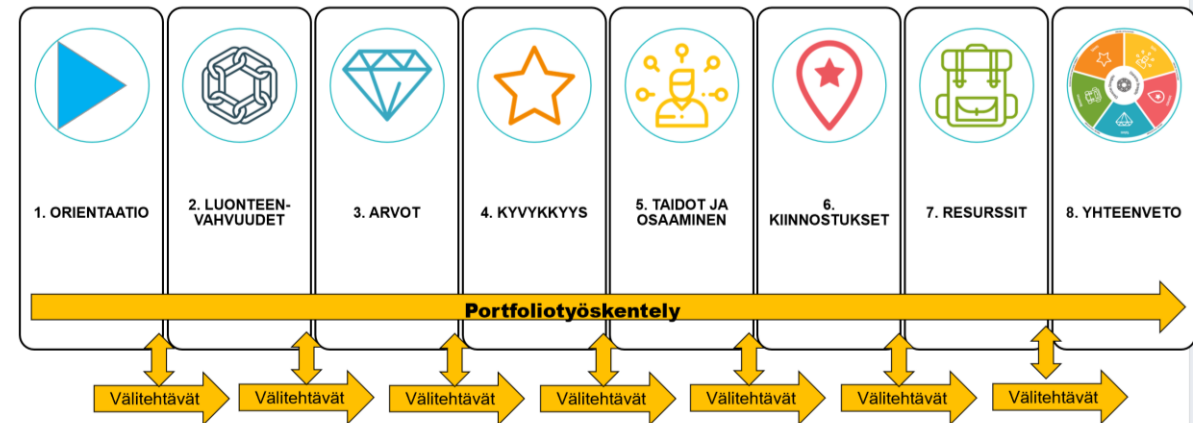 1. ORIENTAATIO
2. LUONTEEN-
VAHVUUDET
3. ARVOT
4. KYVYKKYYS
5. TAIDOT JA
OSAAMINEN
6.
KIINNOSTUKSET
7. RESURSSIT
8. YHTEENVETO
Portfoliotyöskentely
Välitehtävät
Välitehtävät
Välitehtävät
Välitehtävät
Välitehtävät
Välitehtävät
Välitehtävät